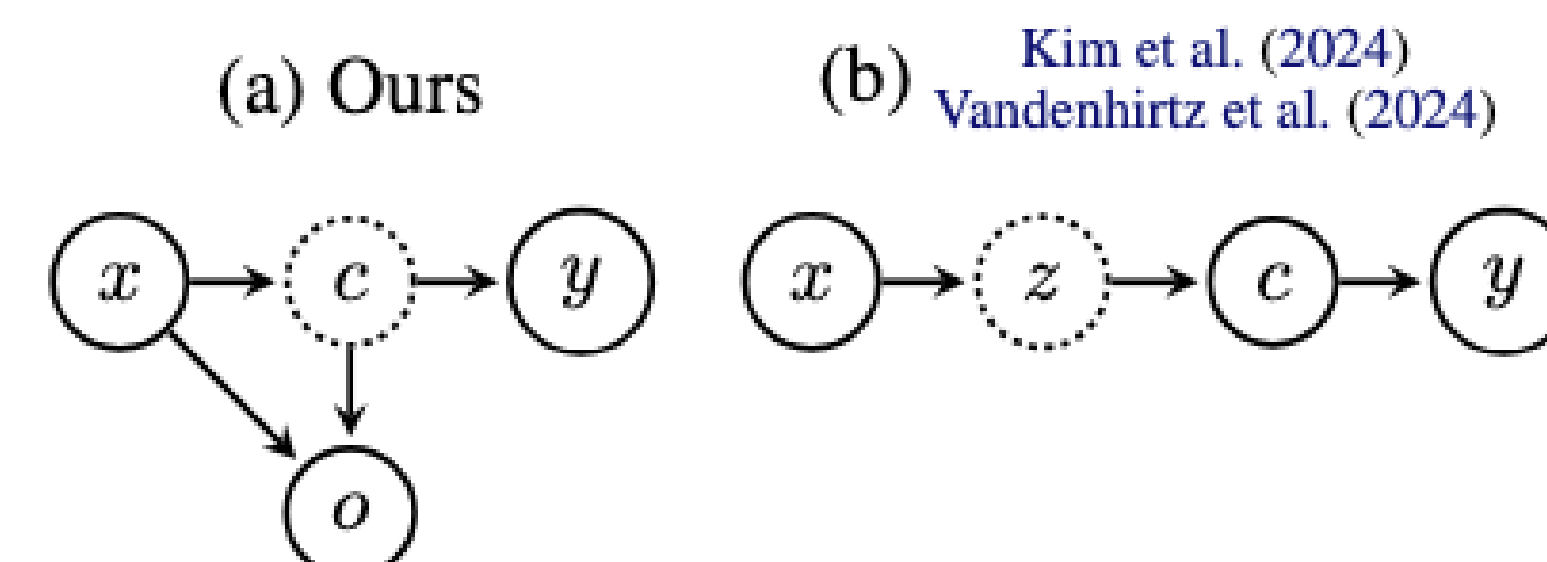 (a) Ours
x c y
o
(b) Kim et al. (2024)
Vandenhirtz et al. (2024)
x z c y